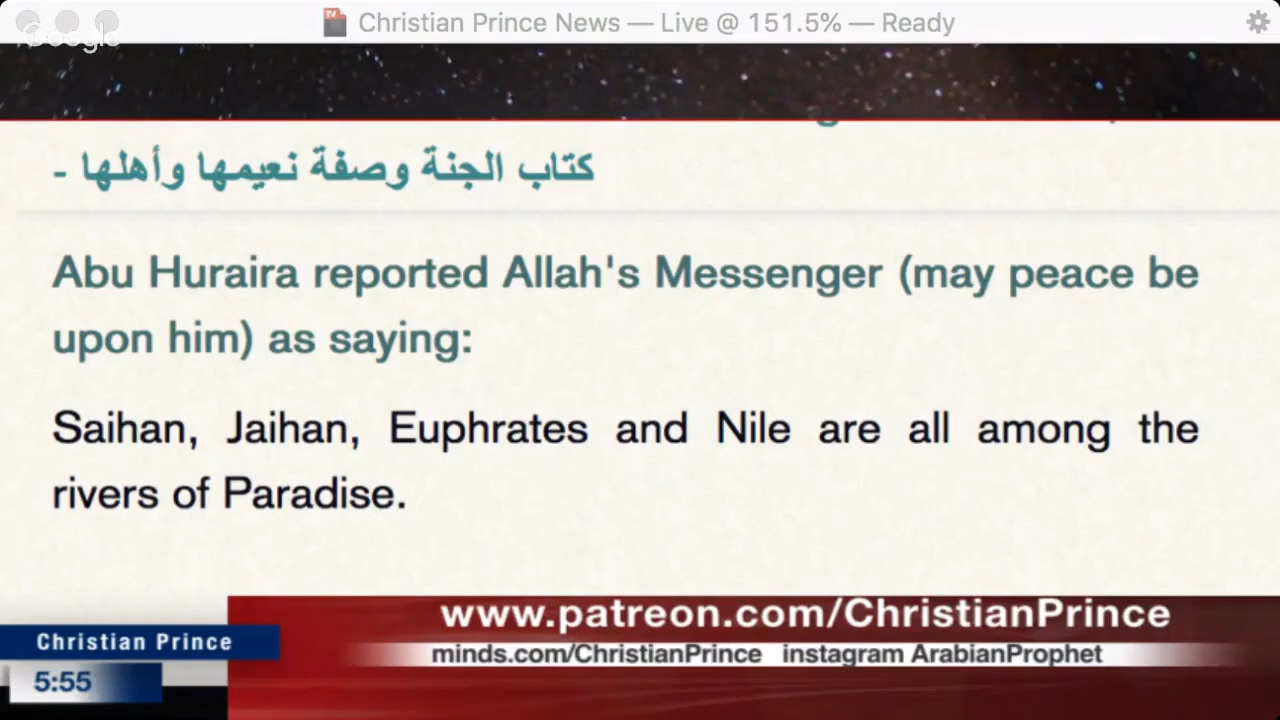 Christian Prince News — Live @ 151.5% — Ready
Google
كتاب الجنة وصفة نعيمها وأهلها -
Abu Huraira reported Allah's Messenger (may peace be
upon him) as saying:
Saihan, Jaihan, Euphrates and Nile are all among the
rivers of Paradise.
www.patreon.com/ChristianPrince
Christian Prince
minds.com/ChristianPrince instagram ArabianProphet
5:55